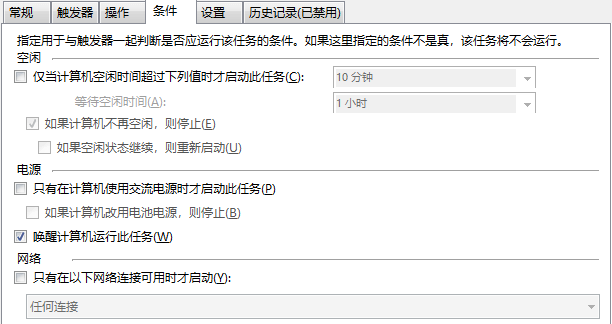 常规 触发器 操作 条件 设置 历史记录(已禁用)
指定用于与触发器一起判断是否应运行该任务的条件。如果这里指定的条件不是真，该任务将不会运行。
空闲
仅当计算机空闲时间超过下列值时才启动此任务(C): 10 分钟
等待空闲时间(A): 1 小时
如果计算机不再空闲，则停止(E)
如果空闲状态继续，则重新启动(U)
电源
只有在计算机使用交流电源时才启动此任务(P)
如果计算机改用电池电源，则停止(B)
唤醒计算机运行此任务(W)
网络
只有在以下网络连接可用时才启动(Y):
任何连接